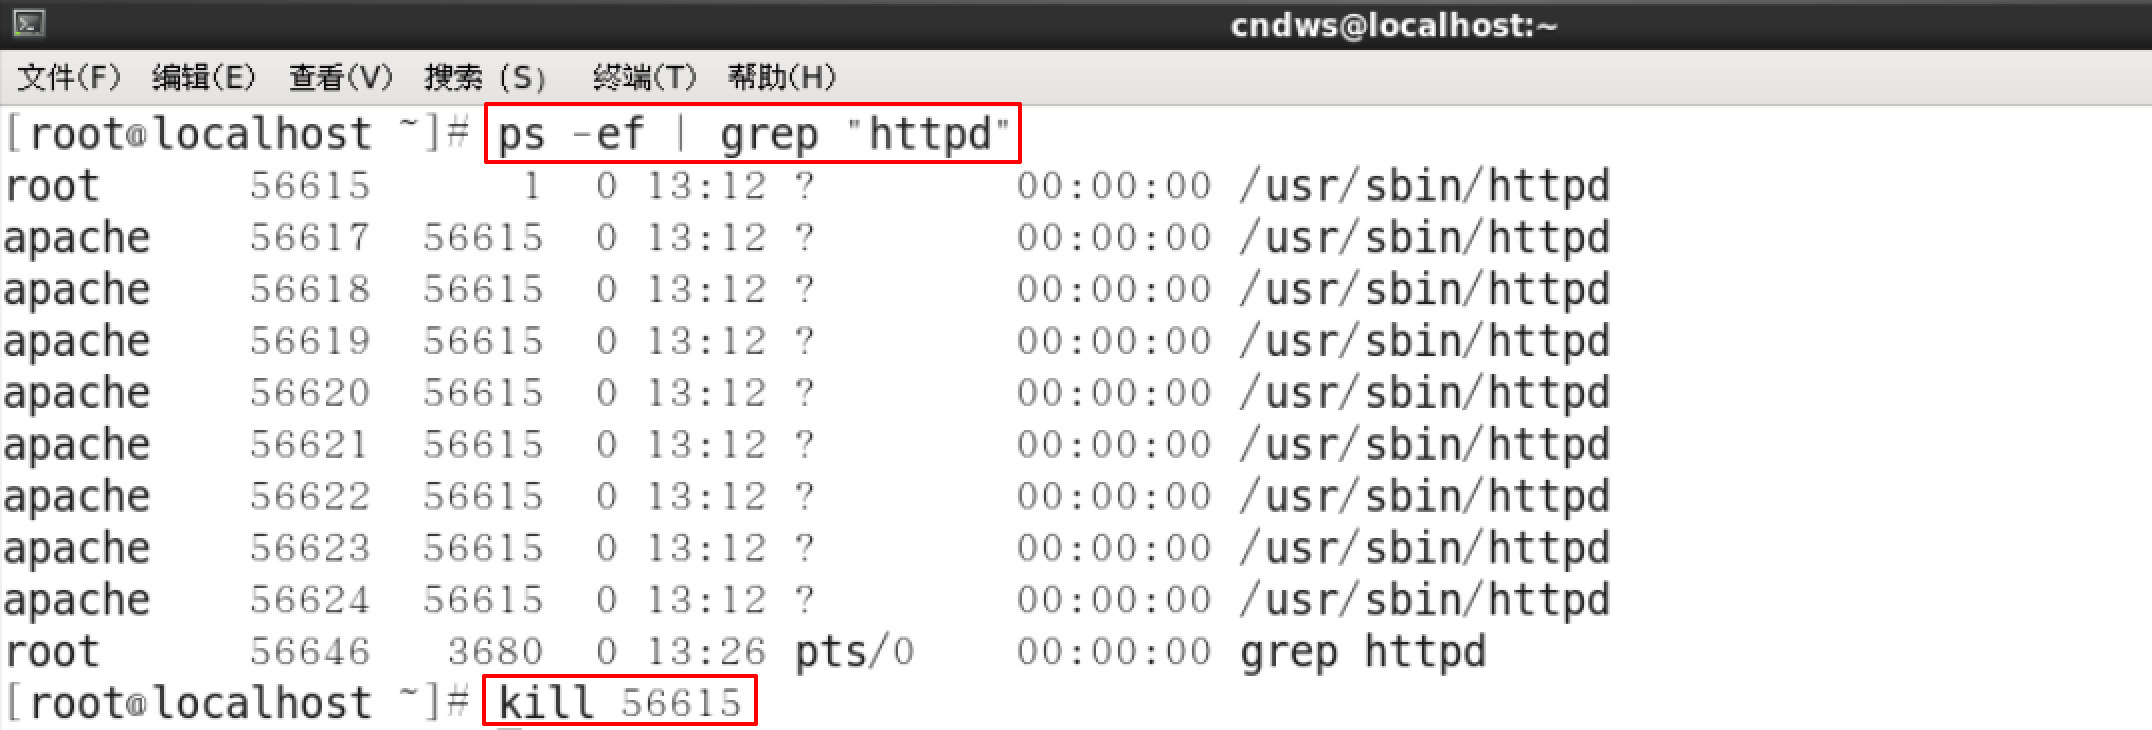 cndws@localhost:~
文件(F) 编辑(E) 查看(V) 搜索 (S) 终端(T) 帮助(H)
[root@localhost ~]# ps -ef | grep "httpd"
root 56615 1 0 13:12 ? 00:00:00 /usr/sbin/httpd
apache 56617 56615 0 13:12 ? 00:00:00 /usr/sbin/httpd
apache 56618 56615 0 13:12 ? 00:00:00 /usr/sbin/httpd
apache 56619 56615 0 13:12 ? 00:00:00 /usr/sbin/httpd
apache 56620 56615 0 13:12 ? 00:00:00 /usr/sbin/httpd
apache 56621 56615 0 13:12 ? 00:00:00 /usr/sbin/httpd
apache 56622 56615 0 13:12 ? 00:00:00 /usr/sbin/httpd
apache 56623 56615 0 13:12 ? 00:00:00 /usr/sbin/httpd
apache 56624 56615 0 13:12 ? 00:00:00 /usr/sbin/httpd
root 56646 3680 0 13:26 pts/0 00:00:00 grep httpd
[root@localhost ~]# kill 56615